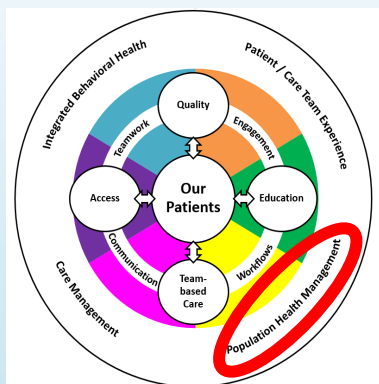 Integrated Behavioral Health
Patient / Care Team Experience
Quality
Teamwork
Engagement
Access
Our
Patients
Education
Communication
Workflows
Team-
based
Care
Care Management
Population Health Management